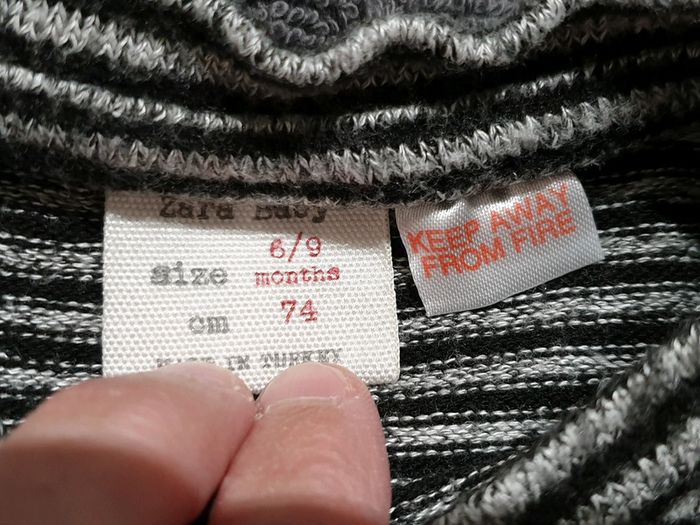 Zara Baby
size 6/9 months
cm 74
MADE IN TURKEY
KEEP AWAY
FROM FIRE